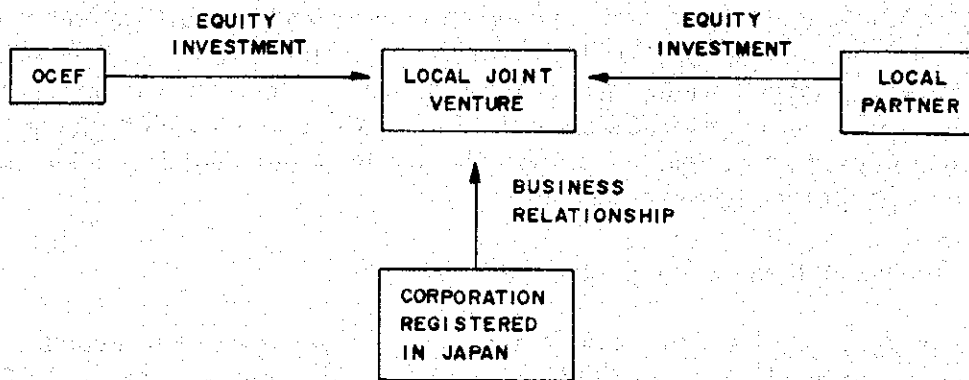 EQUITY
INVESTMENT
EQUITY
INVESTMENT
OCEF
LOCAL JOINT
VENTURE
LOCAL
PARTNER
BUSINESS
RELATIONSHIP
CORPORATION
REGISTERED
IN JAPAN